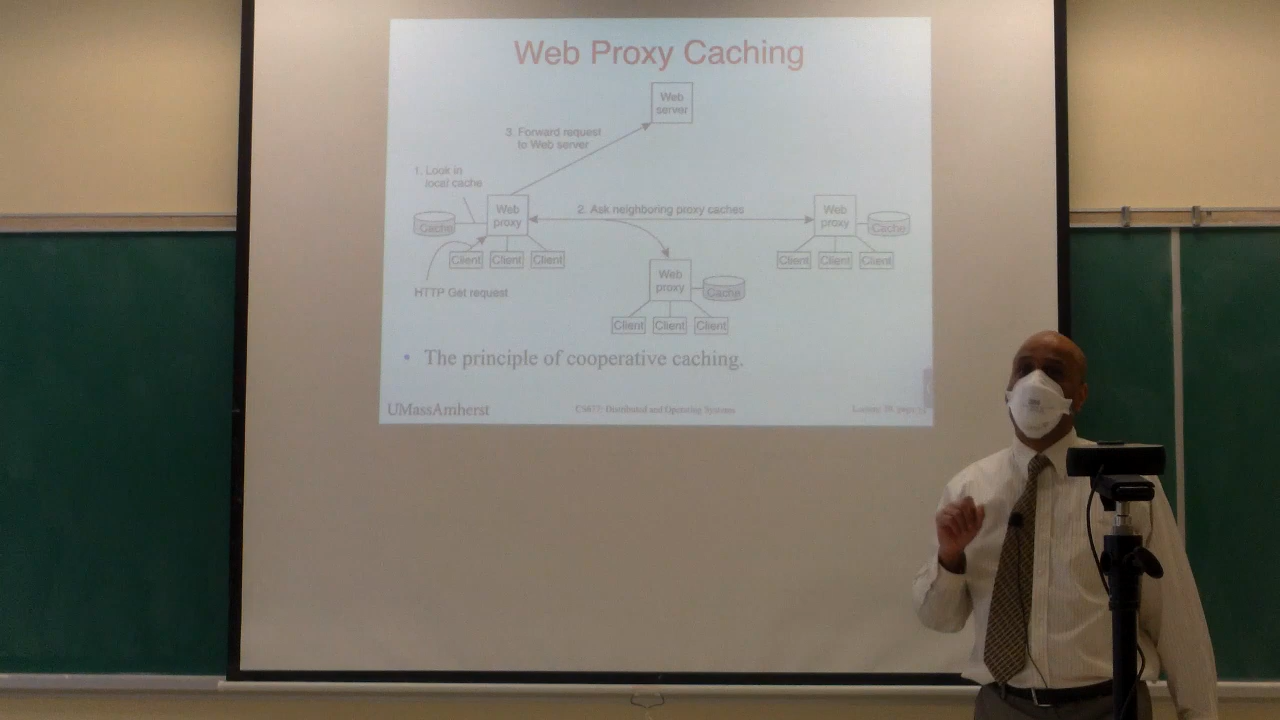 Web Proxy Caching
Web
server
3. Forward request
to Web server
1. Look in
local cache
Web
proxy
2. Ask neighboring proxy caches
Web
proxy
Cache
Cache
Client
Client
Client
Client
Client
Client
Web
proxy
Cache
HTTP Get request
Client
Client
Client
• The principle of cooperative caching.
UMassAmherst
CS677: Distributed and Operating Systems